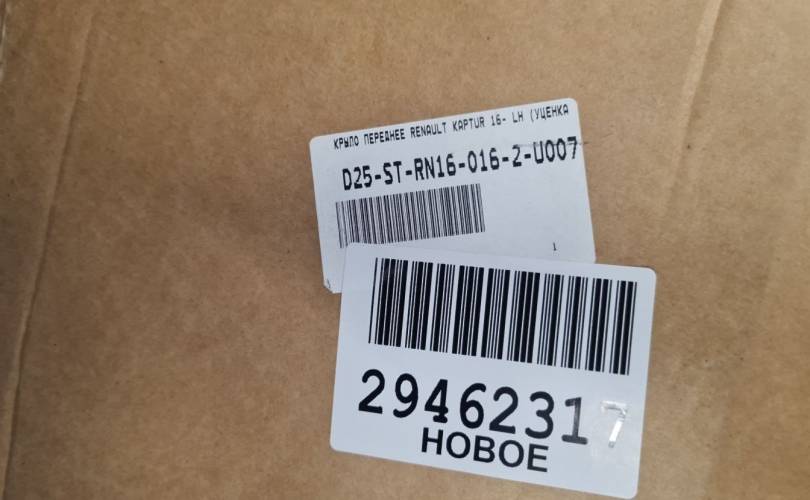 КРЫЛО ПЕРЕДНЕЕ RENAULT KAPTUR 16- LH (УЦЕНКА
D25-ST-RN16-016-2-U007
1
29462317
НОВОЕ